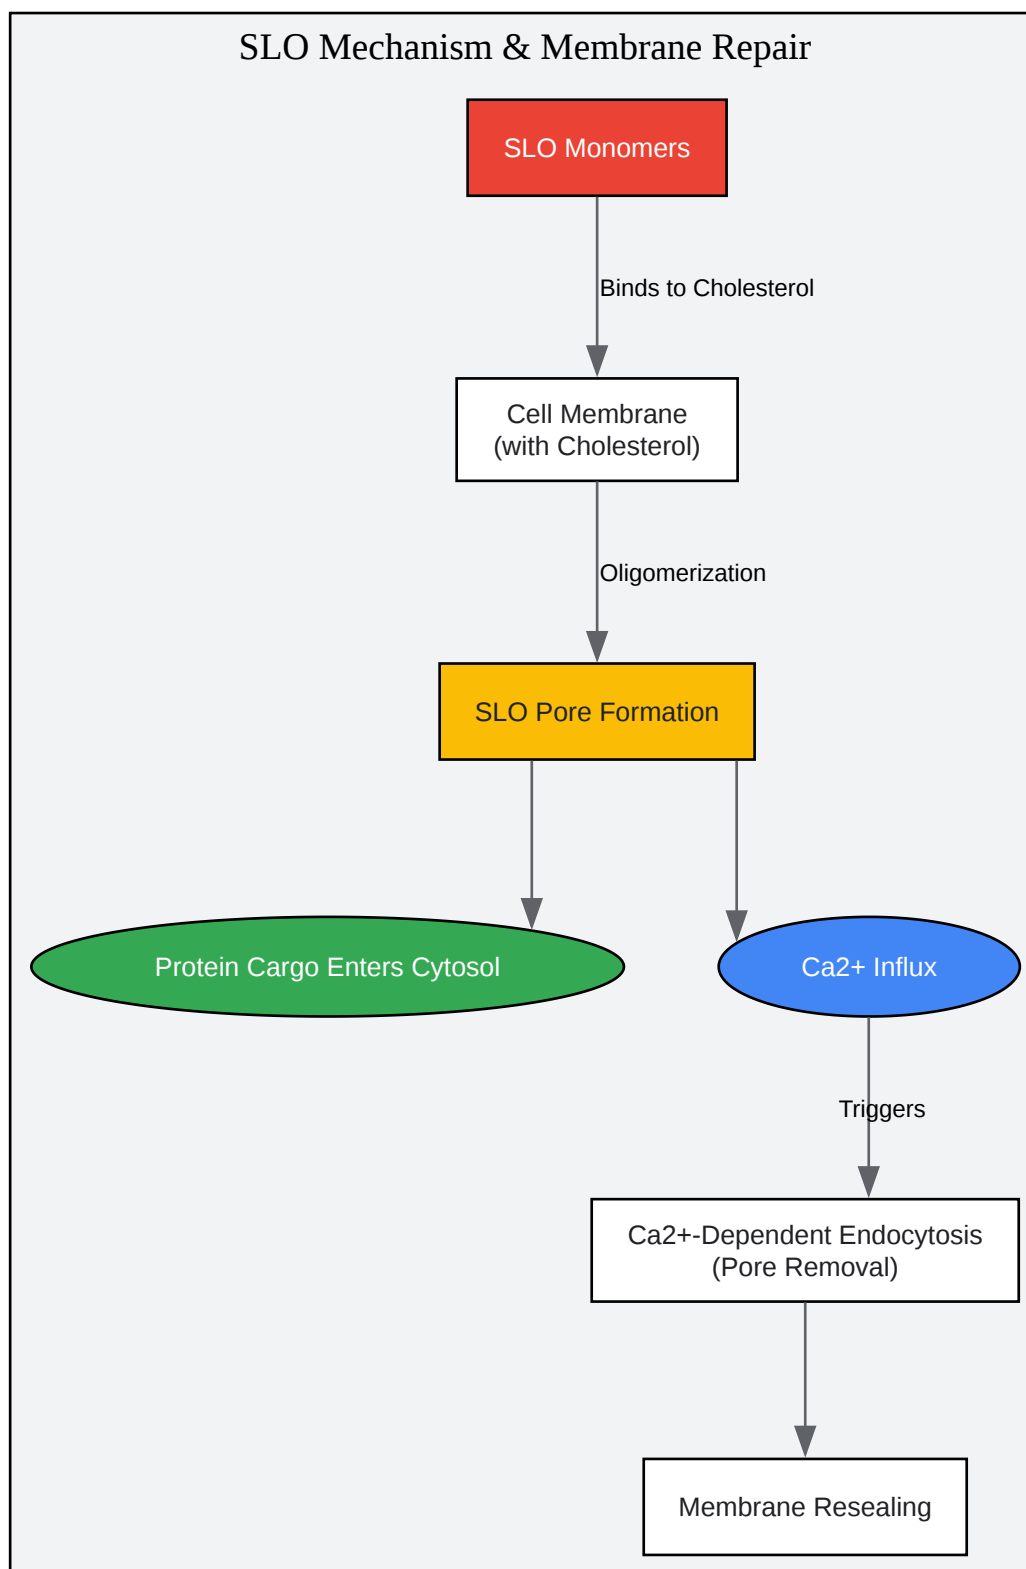 SLO Mechanism & Membrane Repair
SLO Monomers
Binds to Cholesterol
Cell Membrane
(with Cholesterol)
Oligomerization
SLO Pore Formation
Protein Cargo Enters Cytosol
Ca2+ Influx
Triggers
Ca2+-Dependent Endocytosis
(Pore Removal)
Membrane Resealing